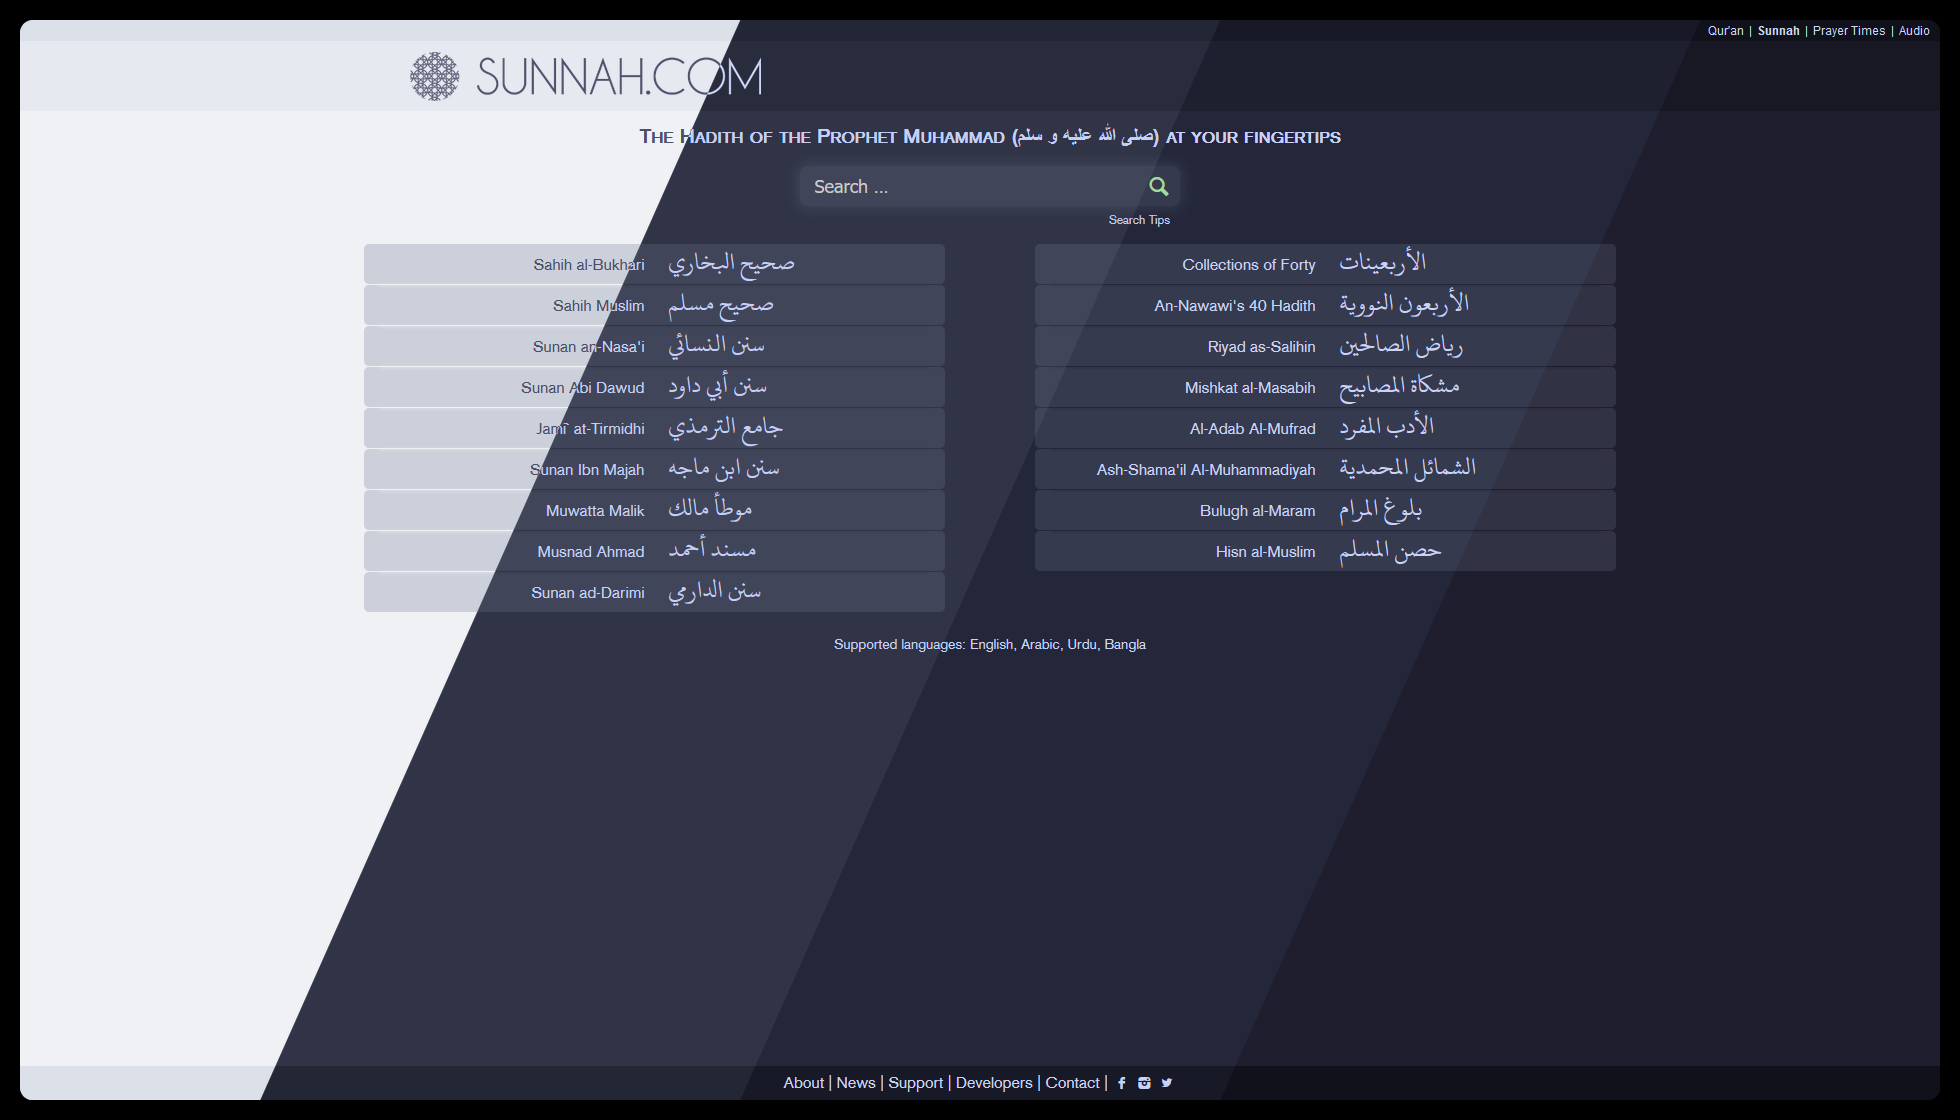 Qur'an | Sunnah | Prayer Times | Audio
SUNNAH.COM
The Hadith of the Prophet Muhammad (صلى الله عليه و سلم) at your fingertips
Search ...
Search Tips
Sahih al-Bukhari صحيح البخاري
Sahih Muslim صحيح مسلم
Sunan an-Nasa'i سنن النسائي
Sunan Abi Dawud سنن أبي داود
Jami` at-Tirmidhi جامع الترمذي
Sunan Ibn Majah سنن ابن ماجه
Muwatta Malik موطأ مالك
Musnad Ahmad مسند أحمد
Sunan ad-Darimi سنن الدارمي
Collections of Forty الأربعينات
An-Nawawi's 40 Hadith الأربعون النووية
Riyad as-Salihin رياض الصالحين
Mishkat al-Masabih مشكاة المصابيح
Al-Adab Al-Mufrad الأدب المفرد
Ash-Shama'il Al-Muhammadiyah الشمائل المحمدية
Bulugh al-Maram بلوغ المرام
Hisn al-Muslim حصن المسلم
Supported languages: English, Arabic, Urdu, Bangla
About | News | Support | Developers | Contact |